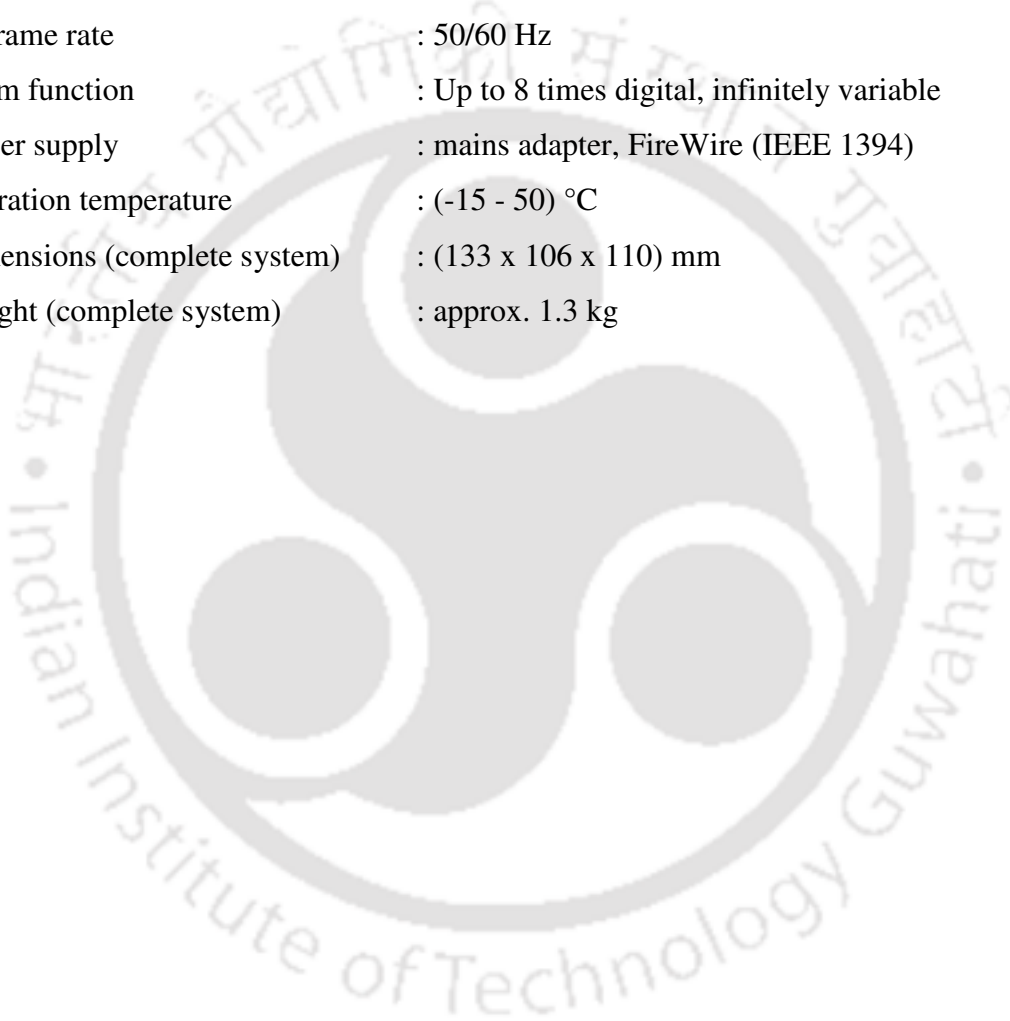 rame rate : 50/60 Hz
m function : Up to 8 times digital, infinitely variable
er supply : mains adapter, FireWire (IEEE 1394)
ration temperature : (-15 - 50) °C
ensions (complete system) : (133 x 106 x 110) mm
ght (complete system) : approx. 1.3 kg
भारतीय प्रौद्योगिकी संस्थान गुवाहाटी
Indian Institute of Technology Guwahati